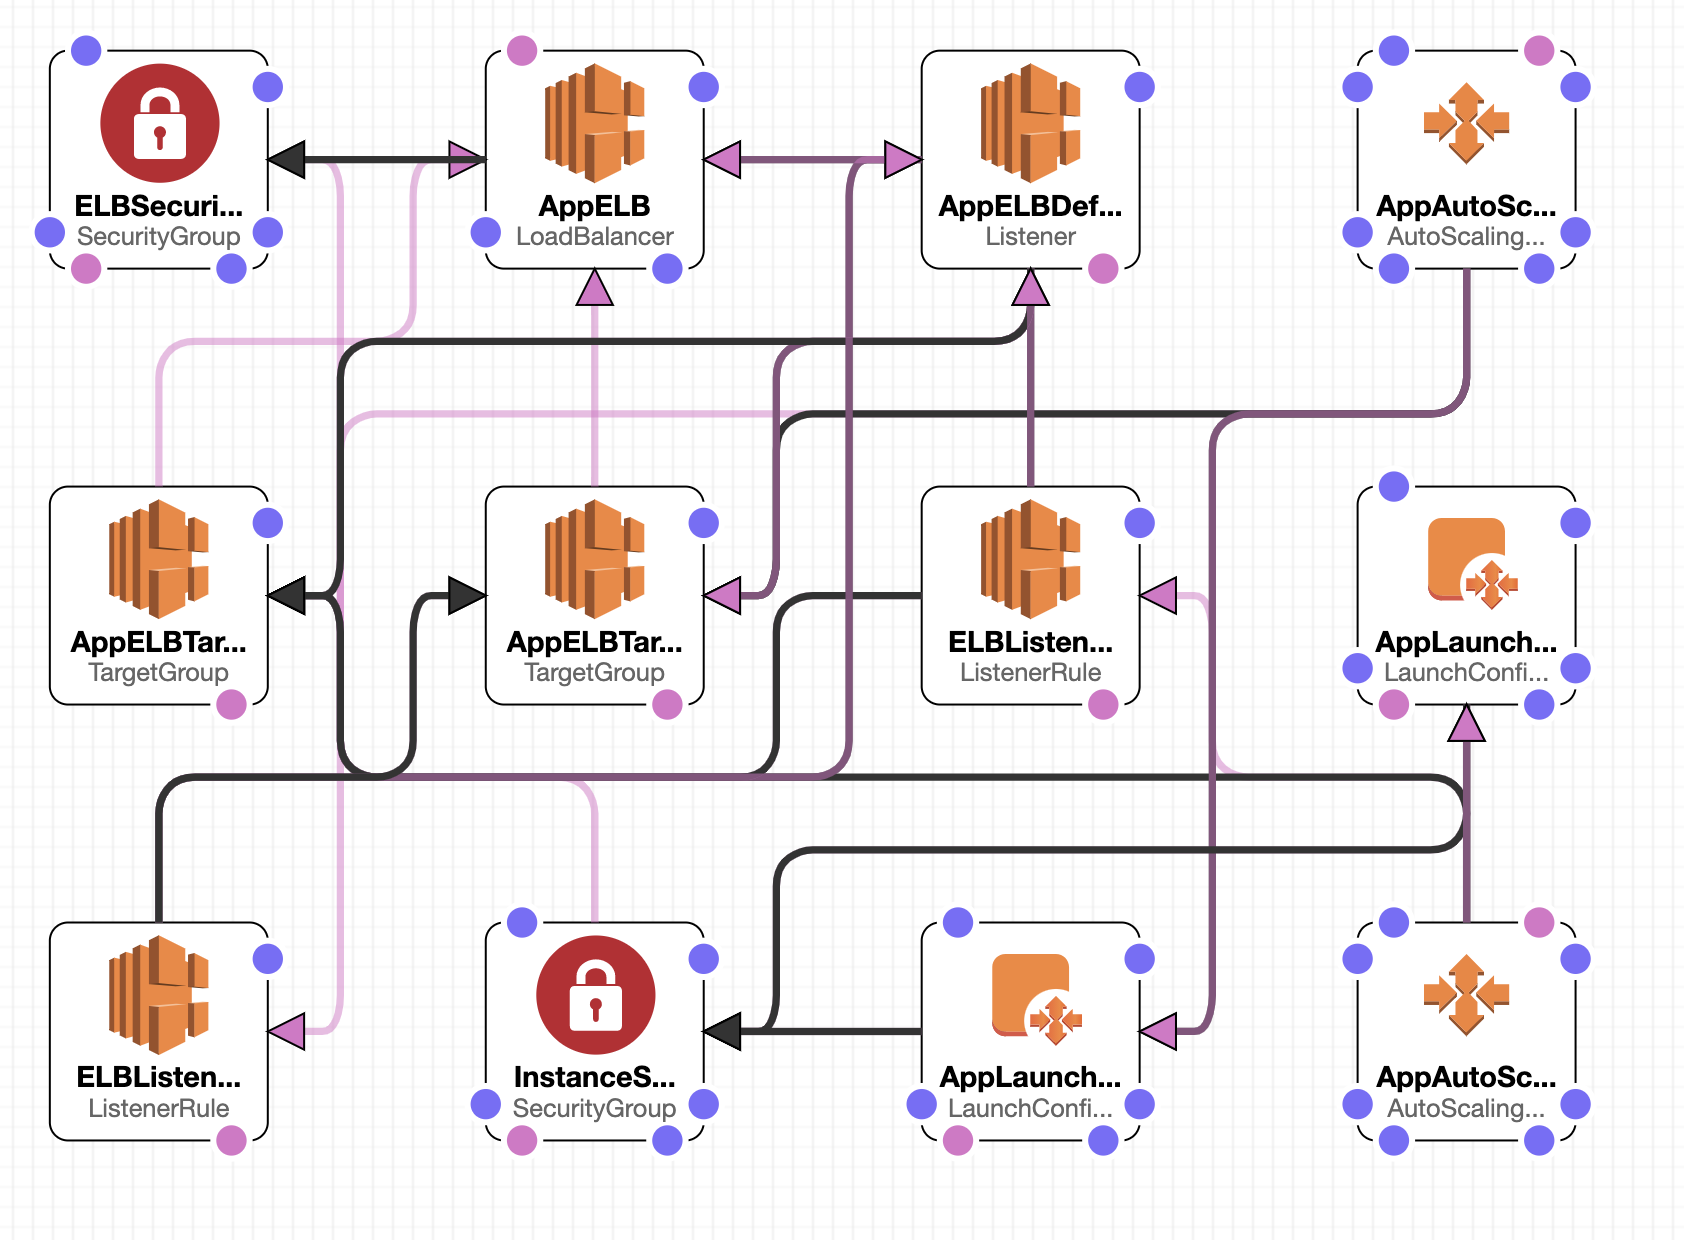 ELBSecuri...
SecurityGroup
AppELB
LoadBalancer
AppELBDef...
Listener
AppAutoSc...
AutoScaling...
AppELBTar...
TargetGroup
AppELBTar...
TargetGroup
ELBListen...
ListenerRule
AppLaunch...
LaunchConfi...
ELBListen...
ListenerRule
InstanceS...
SecurityGroup
AppLaunch...
LaunchConfi...
AppAutoSc...
AutoScaling...